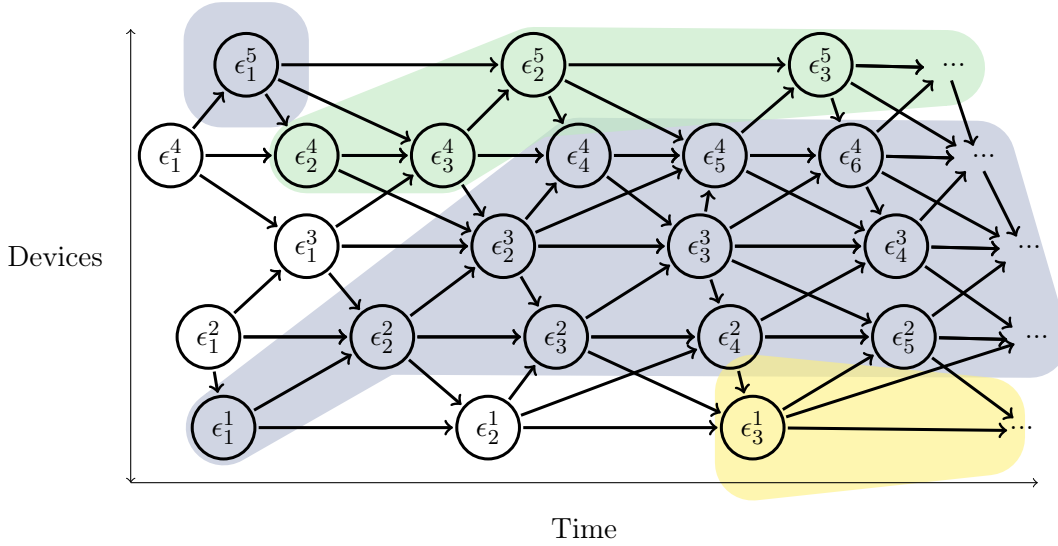 ϵ₁⁵ ϵ₂⁵ ϵ₃⁵ ...
ϵ₁⁴ ϵ₂⁴ ϵ₃⁴ ϵ₄⁴ ϵ₅⁴ ϵ₆⁴ ...
ϵ₁³ ϵ₂³ ϵ₃³ ϵ₄³ ...
Devices
ϵ₁² ϵ₂² ϵ₃² ϵ₄² ϵ₅² ...
ϵ₁¹ ϵ₂¹ ϵ₃¹ ...
Time